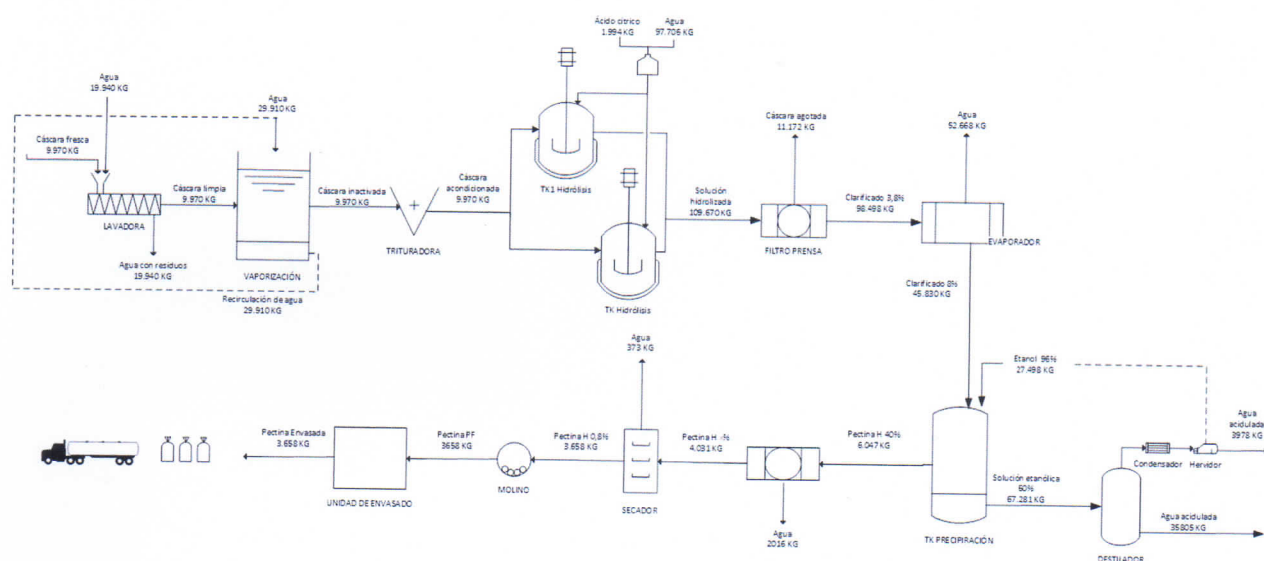 Ácido cítrico
1.994 KG
Agua
97.706 KG
Agua
19.940 KG
Agua
29.910 KG
Cáscara fresca
9.970 KG
Cáscara limpia
9.970 KG
LAVADORA
Agua con residuos
19.940 KG
VAPORIZACIÓN
Recirculación de agua
29.910 KG
Cáscara inactivada
9.970 KG
TRITURADORA
Cáscara
acondicionada
9.970 KG
TK1 Hidrólisis
TK Hidrólisis
Solución
hidrolizada
109.670 KG
Cáscara agotada
11.172 KG
FILTRO PRENSA
Clarificado 3,8%
98.498 KG
Agua
52.668 KG
EVAPORADOR
Clarificado 8%
45.830 KG
Etanol 96%
27.498 KG
Agua
acidulada
3978 KG
Condensador
Hervidor
Solución etanólica
60%
67.281 KG
Agua acidulada
35805 KG
DESTILADOR
TK PRECIPIRACIÓN
Pectina H 40%
6.047 KG
Agua
2016 KG
Pectina H
4.031 KG
Agua
373 KG
SECADOR
Pectina H 0,8%
3.658 KG
MOLINO
Pectina PF
3658 KG
UNIDAD DE ENVASADO
Pectina Envasada
3.658 KG